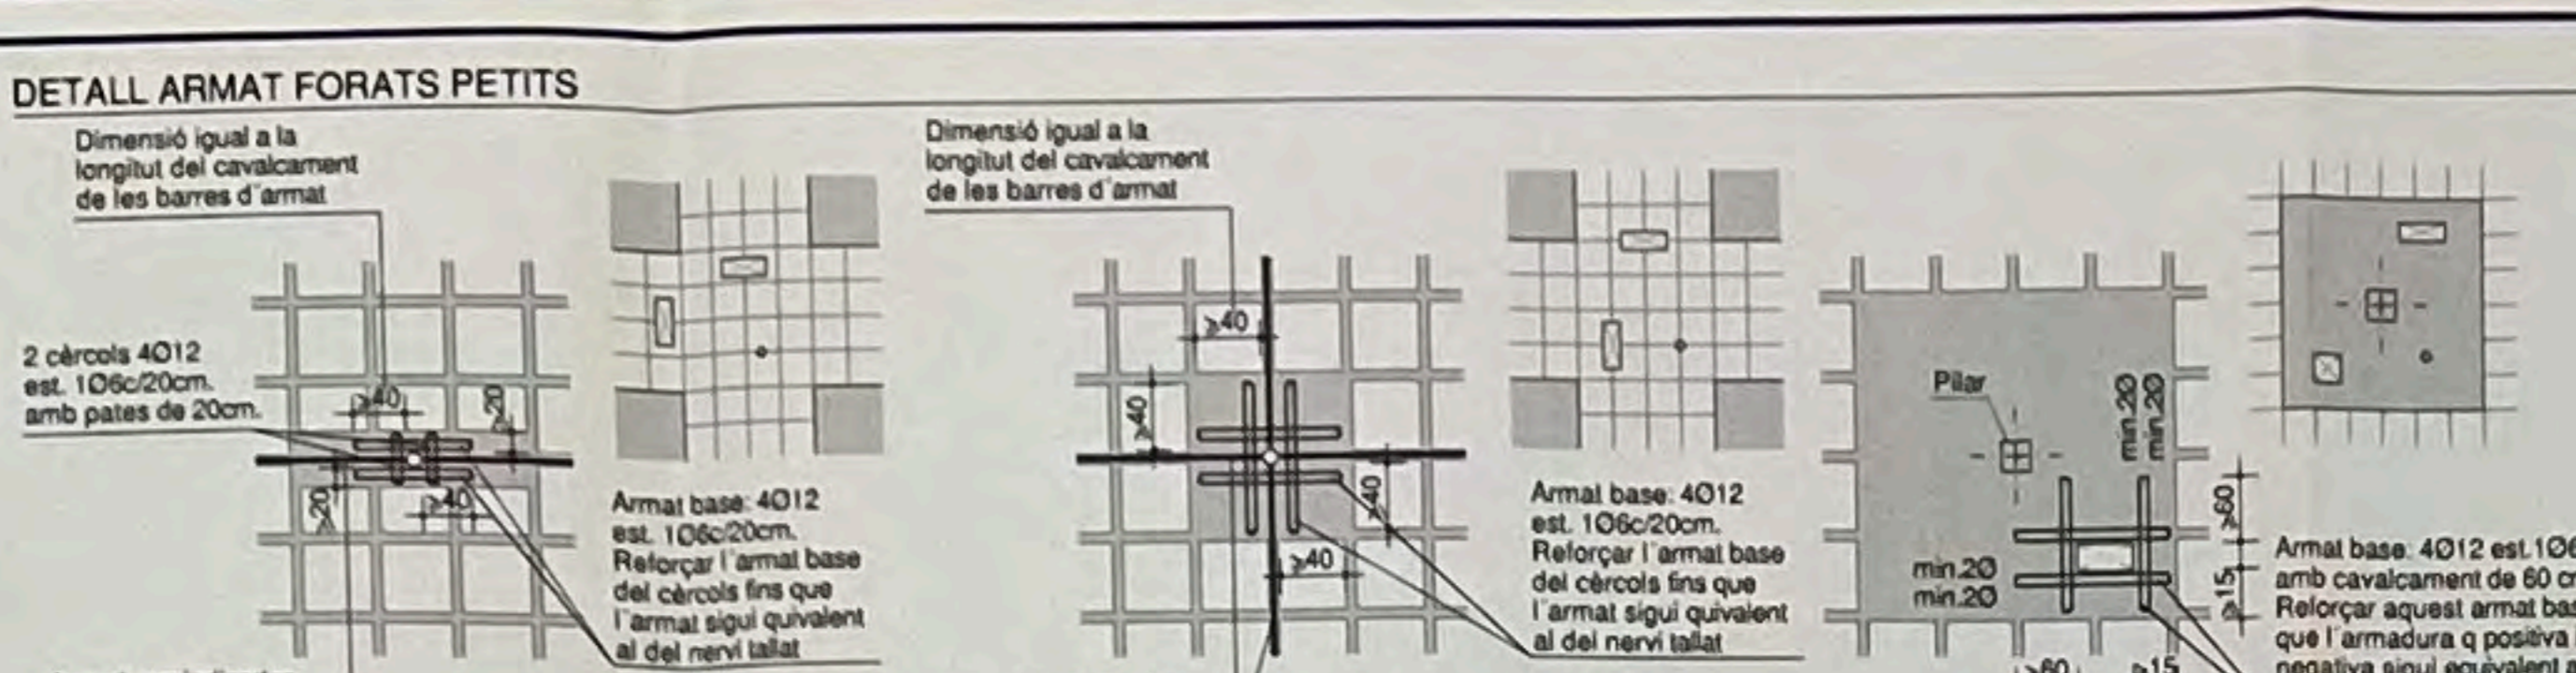 DETALL ARMAT FORATS PETITS
Dimensió igual a la
longitut del cavalcament
de les barres d'armat
2 cèrcols 4Ø12
est. 1Ø6c/20cm.
amb pates de 20cm.
≥40
≥20
≥20
≥40
Armat base: 4Ø12
est. 1Ø6c/20cm.
Reforçar l'armat base
del cèrcols fins que
l'armat sigui quivalent
al del nervi tallat
Dimensió igual a la
longitut del cavalcament
de les barres d'armat
≥40
≥40
≥40
≥40
Armat base: 4Ø12
est. 1Ø6c/20cm.
Reforçar l'armat base
del cèrcols fins que
l'armat sigui quivalent
al del nervi tallat
Pilar
min.20
min.20
min.20
min.20
≥60
≥15
≥60
≥15
Armat base: 4Ø12 est.1Ø6
amb cavalcament de 60 c
Reforçar aquest armat ba
que l'armadura q positiva
negativa sigui equivalent